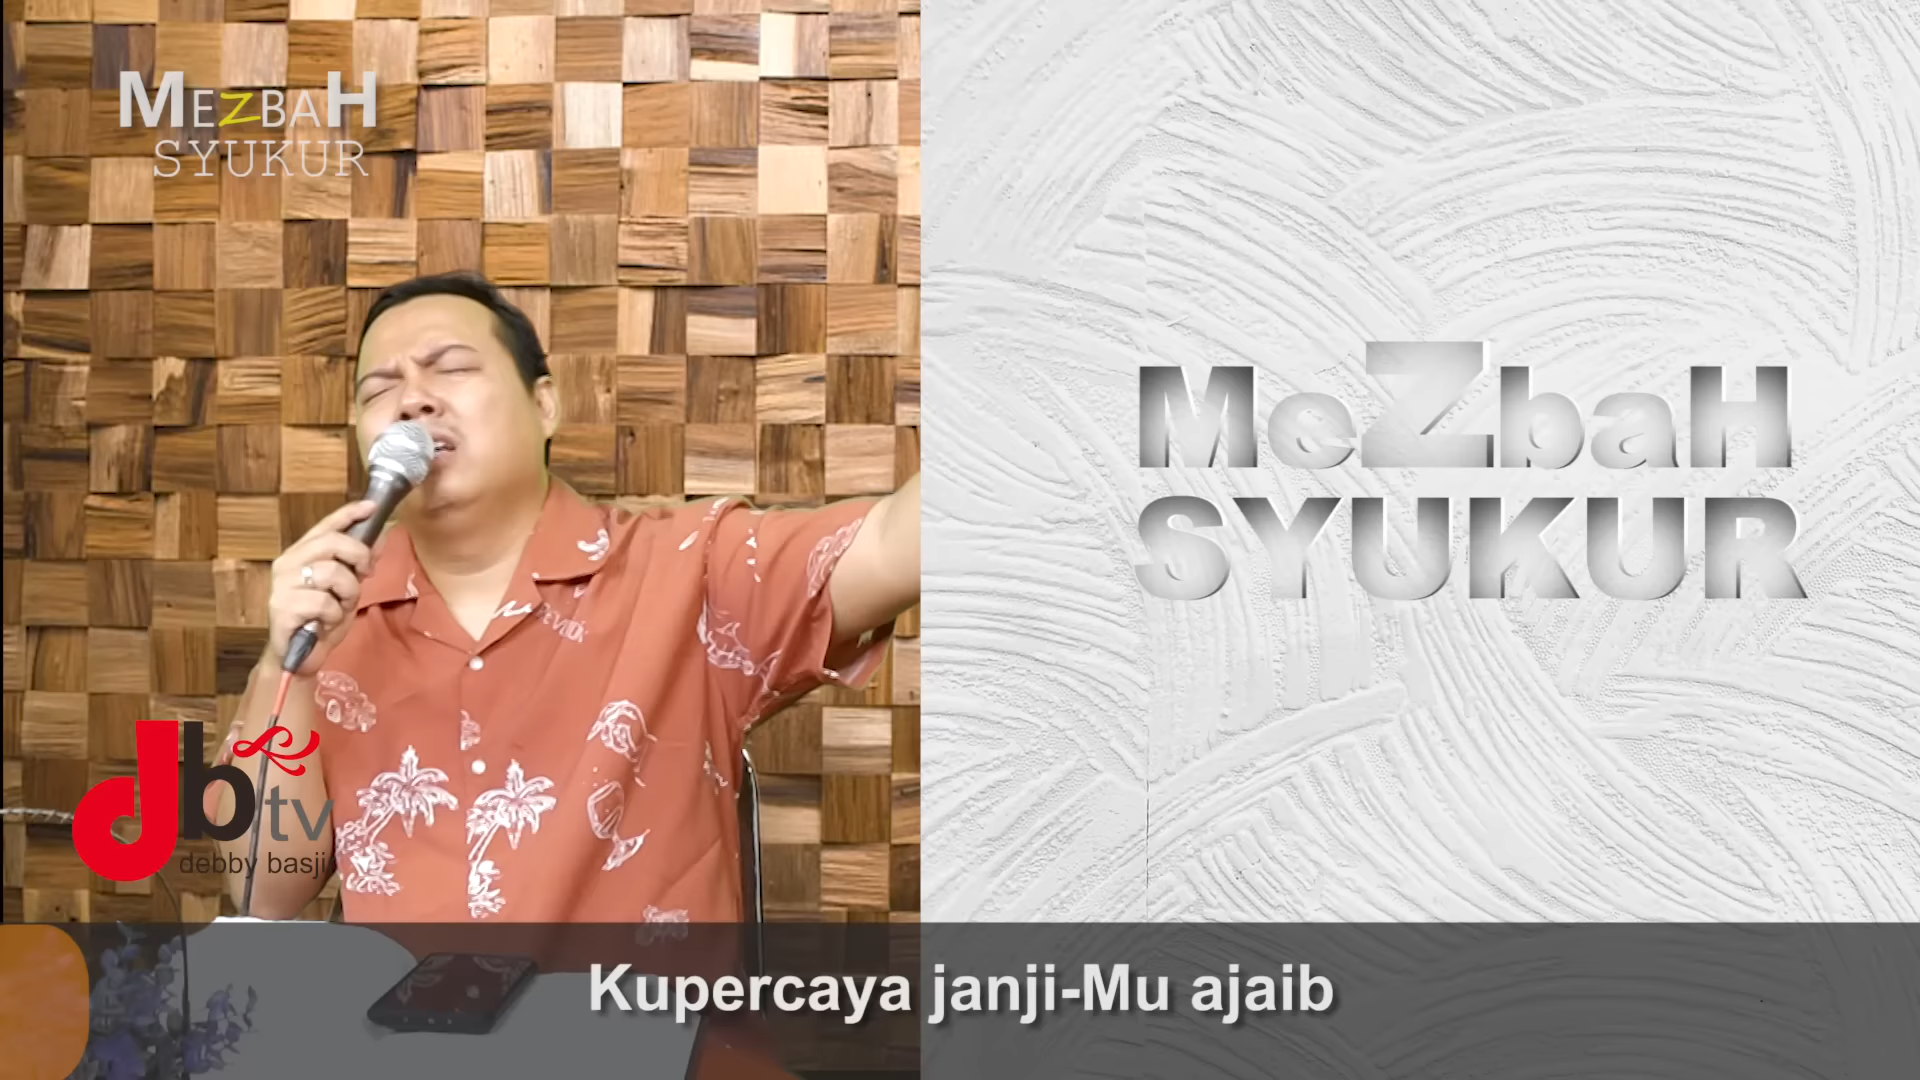 MEZBAH
SYUKUR
MeZbaH
SYUKUR
db tv
debby basji
Kupercaya janji-Mu ajaib